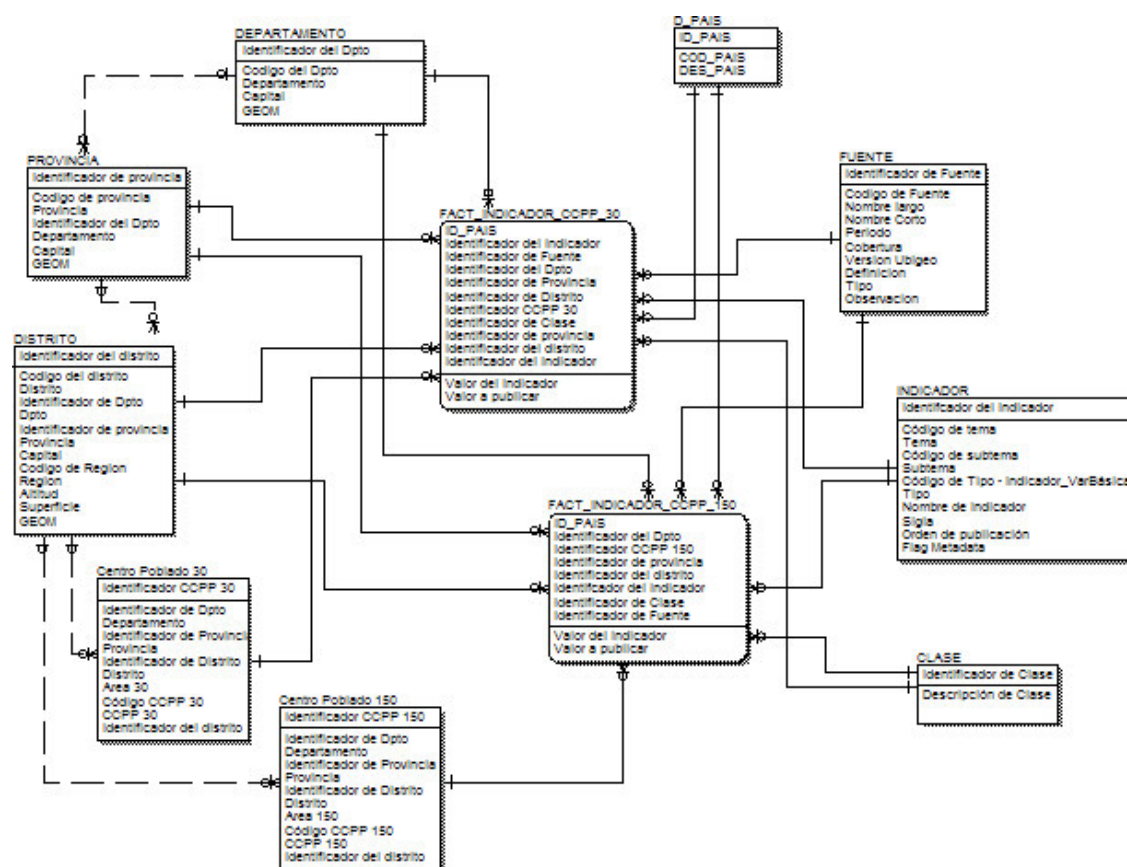 DEPARTAMENTO
Identificador del Dpto
Codigo del Dpto
Departamento
Capital
GEOM
D_PAIS
ID_PAIS
COD_PAIS
DES_PAIS
PROVINCIA
Identificador de provincia
Codigo de provincia
Provincia
Identificador del Dpto
Departamento
Capital
GEOM
FUENTE
Identificador de Fuente
Codigo de Fuente
Nombre largo
Nombre Corto
Periodo
Cobertura
Version Ubigeo
Definicion
Tipo
Observacion
FACT_INDICADOR_CCPP_30
ID_PAIS
Identificador del Indicador
Identificador de Fuente
Identificador del Dpto
Identificador de Provincia
Identificador de Distrito
Identificador CCPP 30
Identificador de Clase
Identificador de provincia
Identificador del distrito
Identifcador del Indicador
Valor del Indicador
Valor a publicar
DISTRITO
Identificador del distrito
Codigo del distrito
Distrito
Identificador de Dpto
Dpto
Identificador de provincia
Provincia
Capital
Codigo de Region
Region
Altitud
Superficie
GEOM
INDICADOR
Identifcador del Indicador
Código de tema
Tema
Código de subtema
Subtema
Código de Tipo - Indicador_VarBásica
Tipo
Nombre de Indicador
Sigla
Orden de publicación
Flag Metadata
FACT_INDICADOR_CCPP_150
ID_PAIS
Identificador del Dpto
Identificador CCPP 150
Identificador de provincia
Identificador del distrito
Identifcador del Indicador
Identificador de Clase
Identificador de Fuente
Valor del Indicador
Valor a publicar
Centro Poblado 30
Identificador CCPP 30
Identificador de Dpto
Departamento
Identificador de Provincia
Provincia
Identificador de Distrito
Distrito
Area 30
Código CCPP 30
CCPP 30
Identificador del distrito
CLASE
Identificador de Clase
Descripción de Clase
Centro Poblado 150
Identificador CCPP 150
Identificador de Dpto
Departamento
Identificador de Provincia
Provincia
Identificador de Distrito
Distrito
Area 150
Código CCPP 150
CCPP 150
Identificador del distrito